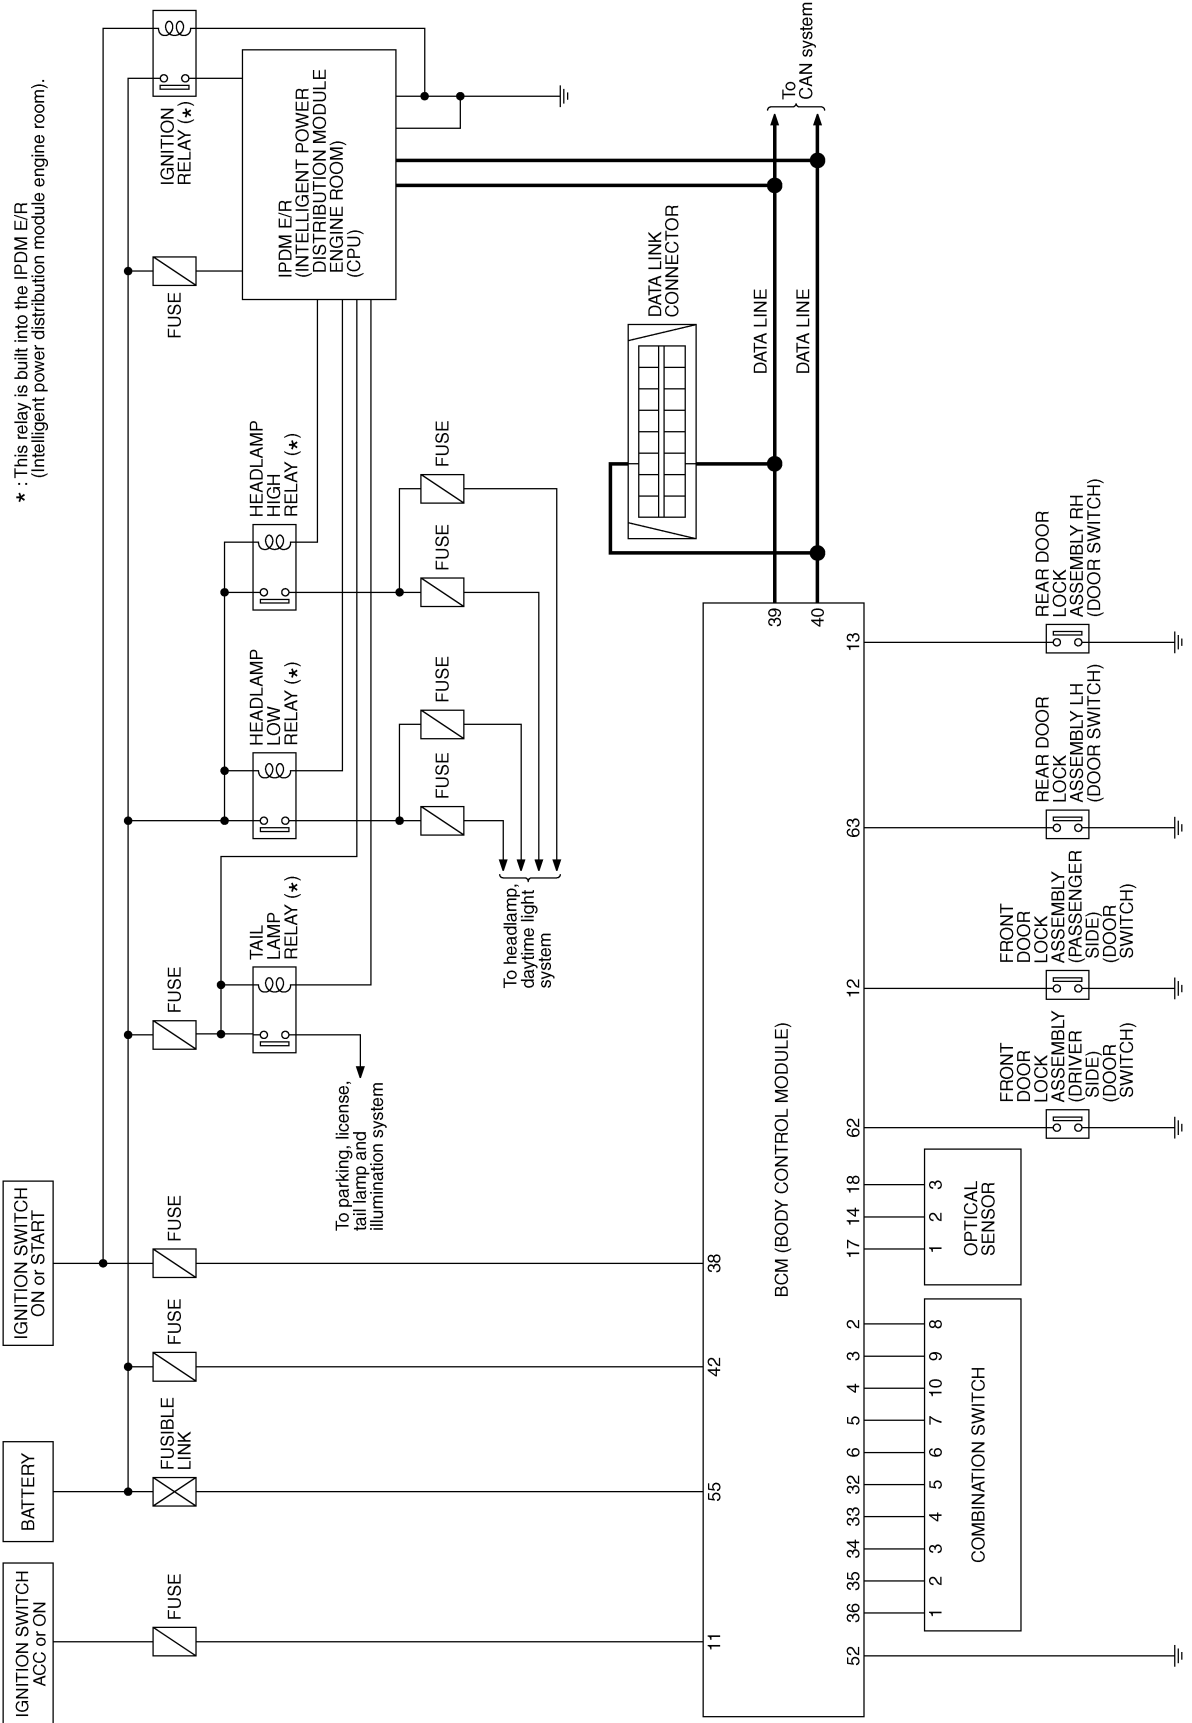 IGNITION SWITCH
ACC or ON
BATTERY
IGNITION SWITCH
ON or START
* : This relay is built into the IPDM E/R
(Intelligent power distribution module engine room).
FUSE
FUSIBLE
LINK
FUSE
FUSE
FUSE
FUSE
IGNITION
RELAY (*)
TAIL
LAMP
RELAY (*)
HEADLAMP
LOW
RELAY (*)
HEADLAMP
HIGH
RELAY (*)
IPDM E/R
(INTELLIGENT POWER
DISTRIBUTION MODULE
ENGINE ROOM)
(CPU)
To parking, license,
tail lamp and
illumination system
FUSE
FUSE
FUSE
FUSE
To headlamp,
daytime light
system
DATA LINK
CONNECTOR
DATA LINE
DATA LINE
To
CAN system
11
55
42
38
39
40
BCM (BODY CONTROL MODULE)
52
36
35
34
33
32
6
5
4
3
2
17
14
18
62
12
63
13
1
2
3
4
5
6
7
10
9
8
COMBINATION SWITCH
1
2
3
OPTICAL
SENSOR
FRONT
DOOR
LOCK
ASSEMBLY
(DRIVER
SIDE)
(DOOR
SWITCH)
FRONT
DOOR
LOCK
ASSEMBLY
(PASSENGER
SIDE)
(DOOR
SWITCH)
REAR DOOR
LOCK
ASSEMBLY LH
(DOOR SWITCH)
REAR DOOR
LOCK
ASSEMBLY RH
(DOOR SWITCH)